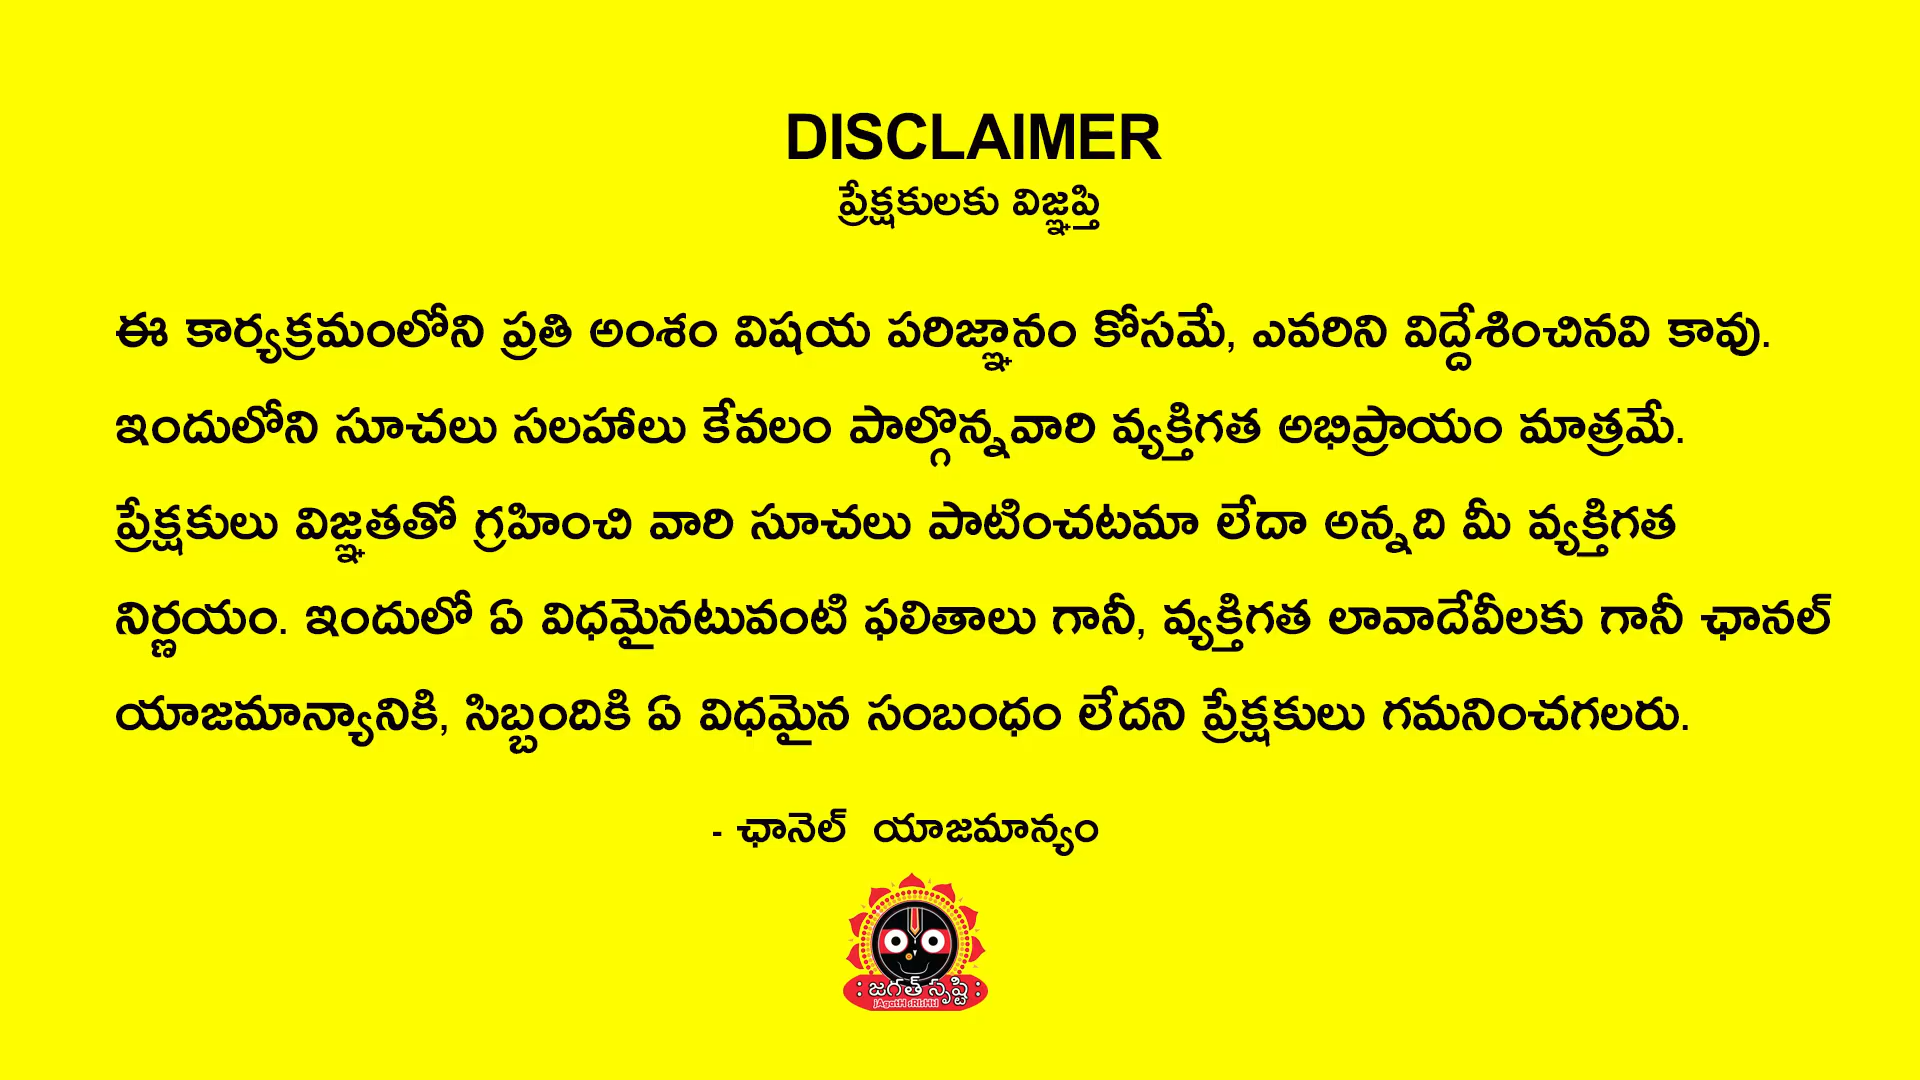 DISCLAIMER
ప్రేక్షకులకు విజ్ఞప్తి
ఈ కార్యక్రమంలోని ప్రతి అంశం విషయ పరిజ్ఞానం కోసమే, ఎవరిని విద్దేశించినవి కావు.
ఇందులోని సూచలు సలహాలు కేవలం పాల్గొన్నవారి వ్యక్తిగత అభిప్రాయం మాత్రమే.
ప్రేక్షకులు విజ్ఞతతో గ్రహించి వారి సూచలు పాటించటమా లేదా అన్నది మీ వ్యక్తిగత
నిర్ణయం. ఇందులో ఏ విధమైనటువంటి ఫలితాలు గానీ, వ్యక్తిగత లావాదేవీలకు గానీ ఛానల్
యాజమాన్యానికి, సిబ్బందికి ఏ విధమైన సంబంధం లేదని ప్రేక్షకులు గమనించగలరు.
- ఛానెల్ యాజమాన్యం
: జగత్ సృష్టి :
jAgatH sRIsHtI